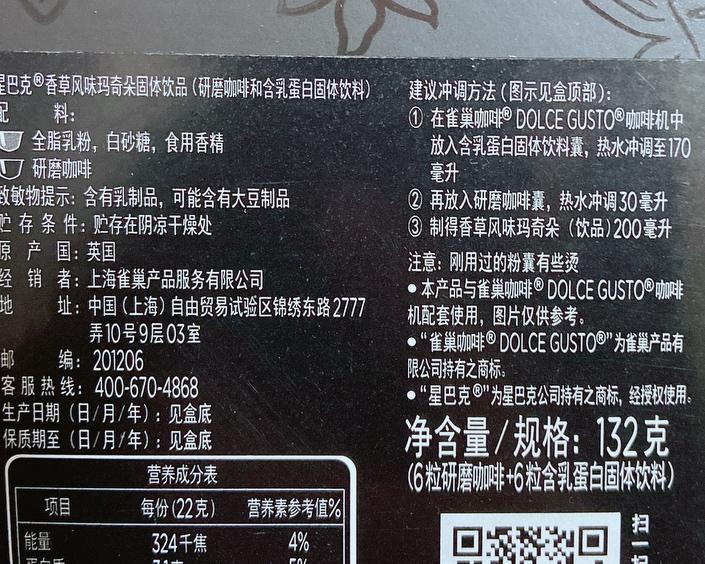 星巴克®香草风味玛奇朵固体饮品（研磨咖啡和含乳蛋白固体饮料）
配 料：
全脂乳粉，白砂糖，食用香精
研磨咖啡
致敏物提示：含有乳制品，可能含有大豆制品
贮存条件：贮存在阴凉干燥处
原产国：英国
经销者：上海雀巢产品服务有限公司
地 址：中国（上海）自由贸易试验区锦绣东路2777
弄10号9层03室
邮 编：201206
客服热线：400-670-4868
生产日期（日/月/年）：见盒底
保质期至（日/月/年）：见盒底
营养成分表
项目 每份(22克) 营养素参考值%
能量 324千焦 4%
建议冲调方法（图示见盒顶部）：
① 在雀巢咖啡® DOLCE GUSTO®咖啡机中
放入含乳蛋白固体饮料囊，热水冲调至170
毫升
② 再放入研磨咖啡囊，热水冲调30毫升
③ 制得香草风味玛奇朵（饮品）200毫升
注意：刚用过的粉囊有些烫
• 本产品与雀巢咖啡® DOLCE GUSTO®咖啡
机配套使用，图片仅供参考。
• “雀巢咖啡® DOLCE GUSTO®”为雀巢产品有
限公司持有之商标。
• “星巴克®”为星巴克公司持有之商标，经授权使用。
净含量/规格：132克
(6粒研磨咖啡+6粒含乳蛋白固体饮料)
扫
一